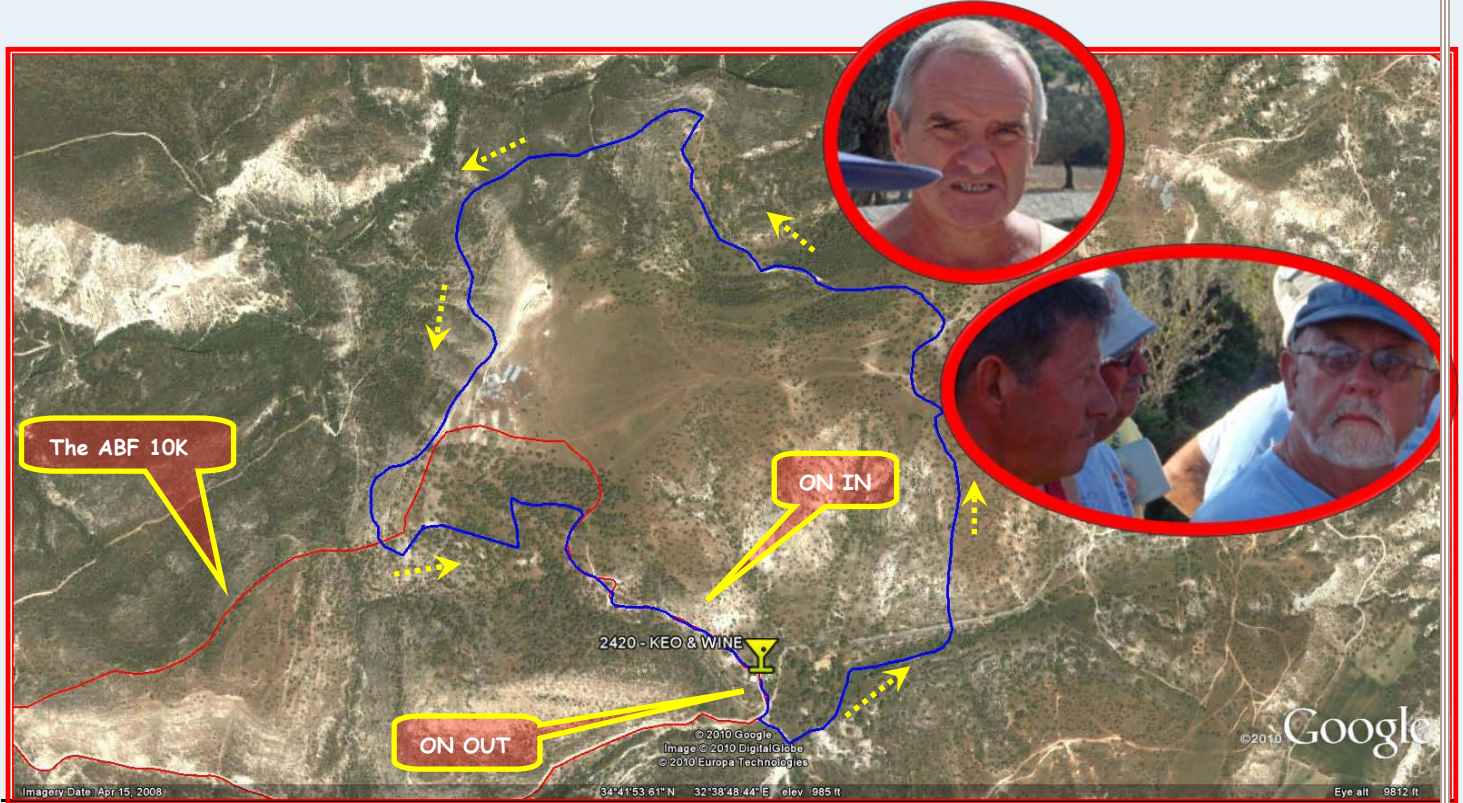 The ABF 10K
ON IN
2420 - KEO & WINE
ON OUT
© 2010 Google
Image © 2010 DigitalGlobe
© 2010 Europa Technologies
©2010 Google
Imagery Date: Apr 15, 2008
34°41'53.61" N 32°38'48.44" E elev 985 ft
Eye alt 9812 ft